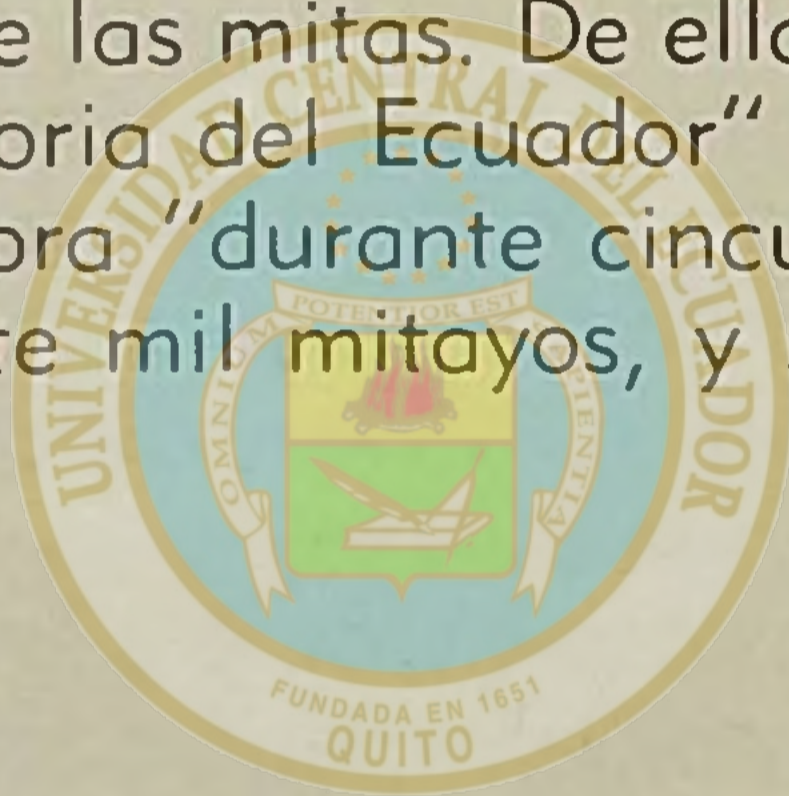 e las mitas. De ello
oria del Ecuador"
ora "durante cincu
te mil mitayos, y
UNIVERSIDAD CENTRAL DEL ECUADOR
OMNIUM POTENTIOR EST SAPIENTIA
FUNDADA EN 1651
QUITO